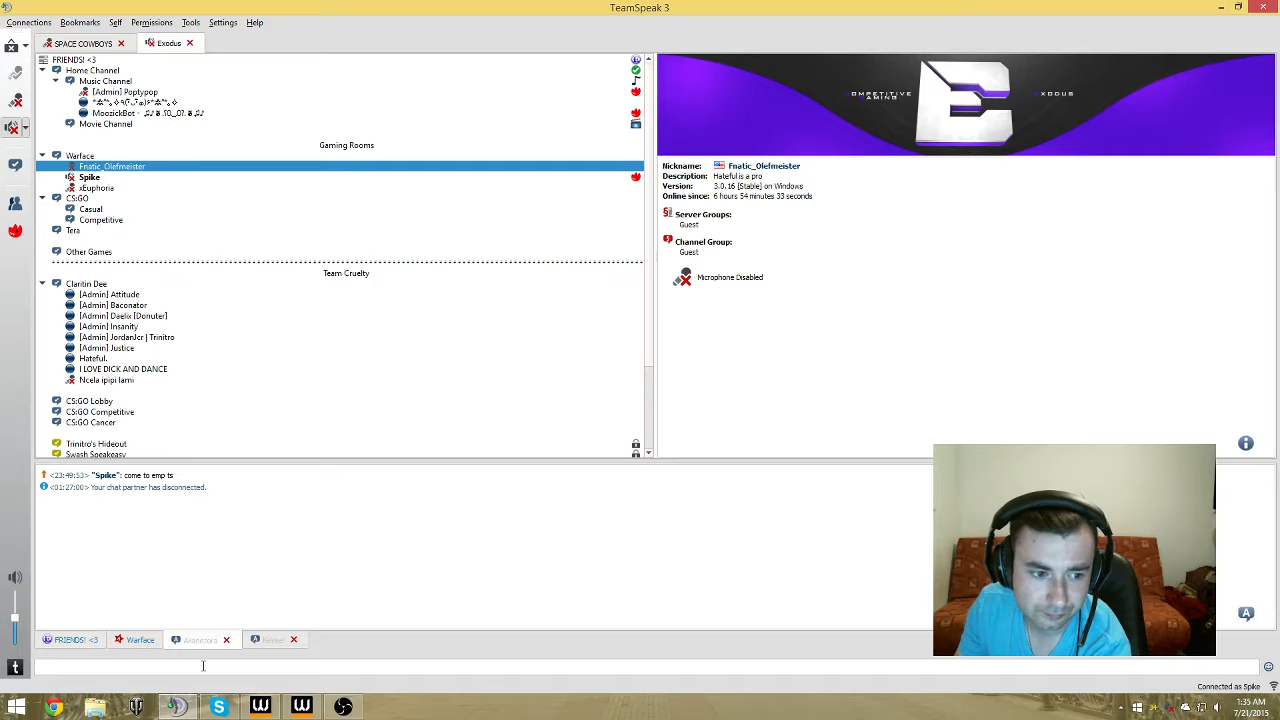 TeamSpeak 3
Connections Bookmarks Self Permissions Tools Settings Help
SPACE COWBOYS Exodus
FRIENDS! <3
Home Channel
Music Channel
[Admin] Poptypop
MoozickBot -
Movie Channel
Gaming Rooms
Warface
Fnatic_Olefmeister
Spike
xEuphoria
CS:GO
Casual
Competitive
Tera
Other Games
Team Cruelty
Claritin Dee
[Admin] Attitude
[Admin] Baconator
[Admin] Daelix [Donuter]
[Admin] Insanity
[Admin] JordanJcr | Trinitro
[Admin] Justice
Hateful.
I LOVE DICK AND DANCE
Ncela ipipi lami
CS:GO Lobby
CS:GO Competitive
CS:GO Cancer
Trinitro's Hideout
Swash Speakeasy
COMPETITIVE GAMING EXODUS
Nickname: Fnatic_Olefmeister
Description: Hateful is a pro
Version: 3.0.16 [Stable] on Windows
Online since: 6 hours 54 minutes 33 seconds
Server Groups:
Guest
Channel Group:
Guest
Microphone Disabled
<23:49:53> "Spike": come to emp ts
<01:27:00> Your chat partner has disconnected.
FRIENDS! <3 Warface
Connected as Spike
1:35 AM
7/21/2015